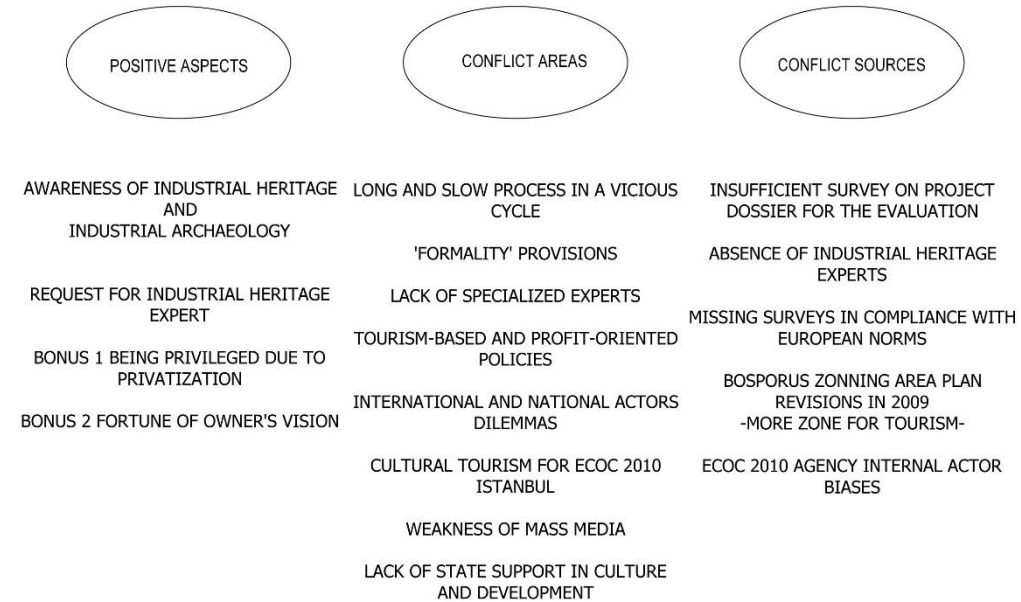 POSITIVE ASPECTS
AWARENESS OF INDUSTRIAL HERITAGE
AND
INDUSTRIAL ARCHAEOLOGY
REQUEST FOR INDUSTRIAL HERITAGE
EXPERT
BONUS 1 BEING PRIVILEGED DUE TO
PRIVATIZATION
BONUS 2 FORTUNE OF OWNER'S VISION
CONFLICT AREAS
LONG AND SLOW PROCESS IN A VICIOUS
CYCLE
'FORMALITY' PROVISIONS
LACK OF SPECIALIZED EXPERTS
TOURISM-BASED AND PROFIT-ORIENTED
POLICIES
INTERNATIONAL AND NATIONAL ACTORS
DILEMMAS
CULTURAL TOURISM FOR ECOC 2010
ISTANBUL
WEAKNESS OF MASS MEDIA
LACK OF STATE SUPPORT IN CULTURE
AND DEVELOPMENT
CONFLICT SOURCES
INSUFFICIENT SURVEY ON PROJECT
DOSSIER FOR THE EVALUATION
ABSENCE OF INDUSTRIAL HERITAGE
EXPERTS
MISSING SURVEYS IN COMPLIANCE WITH
EUROPEAN NORMS
BOSPORUS ZONNING AREA PLAN
REVISIONS IN 2009
-MORE ZONE FOR TOURISM-
ECOC 2010 AGENCY INTERNAL ACTOR
BIASES